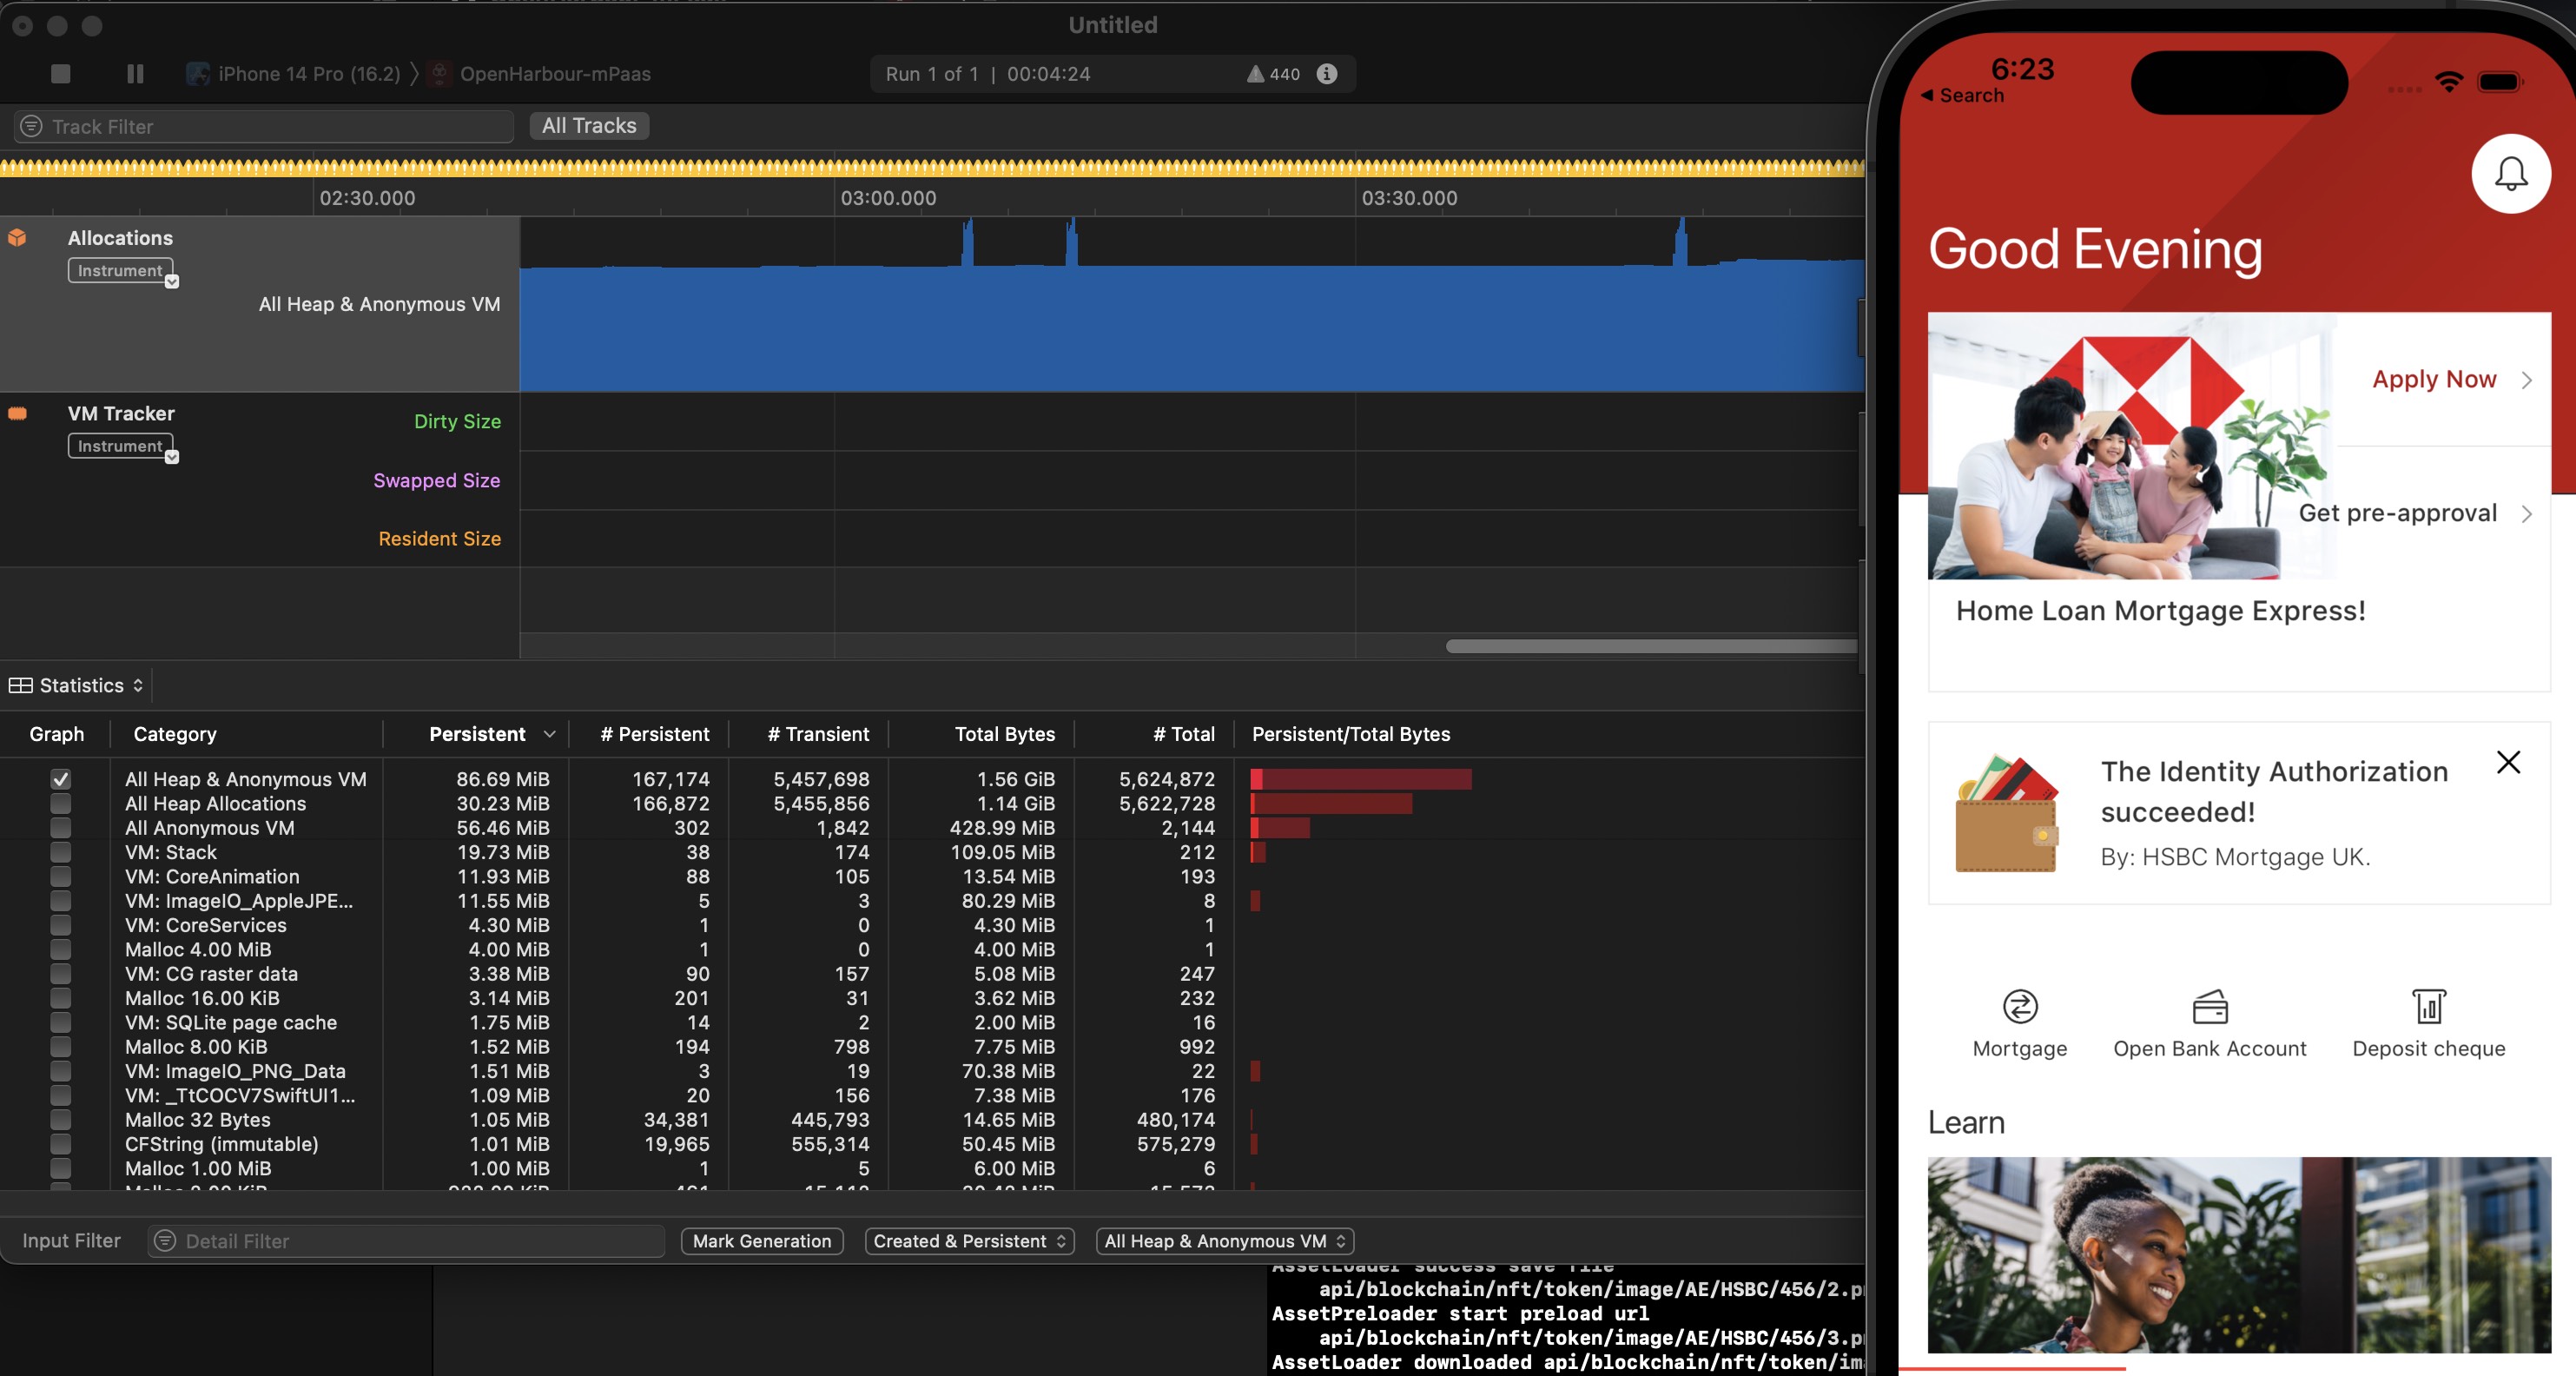 Untitled
iPhone 14 Pro (16.2) 〉 OpenHarbour-mPaas
Run 1 of 1 | 00:04:24
440
Track Filter
All Tracks
02:30.000
03:00.000
03:30.000
Allocations
Instrument
All Heap & Anonymous VM
VM Tracker
Instrument
Dirty Size
Swapped Size
Resident Size
Statistics
Graph Category Persistent # Persistent # Transient Total Bytes # Total Persistent/Total Bytes
All Heap & Anonymous VM 86.69 MiB 167,174 5,457,698 1.56 GiB 5,624,872
All Heap Allocations 30.23 MiB 166,872 5,455,856 1.14 GiB 5,622,728
All Anonymous VM 56.46 MiB 302 1,842 428.99 MiB 2,144
VM: Stack 19.73 MiB 38 174 109.05 MiB 212
VM: CoreAnimation 11.93 MiB 88 105 13.54 MiB 193
VM: ImageIO_AppleJPE... 11.55 MiB 5 3 80.29 MiB 8
VM: CoreServices 4.30 MiB 1 0 4.30 MiB 1
Malloc 4.00 MiB 4.00 MiB 1 0 4.00 MiB 1
VM: CG raster data 3.38 MiB 90 157 5.08 MiB 247
Malloc 16.00 KiB 3.14 MiB 201 31 3.62 MiB 232
VM: SQLite page cache 1.75 MiB 14 2 2.00 MiB 16
Malloc 8.00 KiB 1.52 MiB 194 798 7.75 MiB 992
VM: ImageIO_PNG_Data 1.51 MiB 3 19 70.38 MiB 22
VM: _TtCOCV7SwiftUI1... 1.09 MiB 20 156 7.38 MiB 176
Malloc 32 Bytes 1.05 MiB 34,381 445,793 14.65 MiB 480,174
CFString (immutable) 1.01 MiB 19,965 555,314 50.45 MiB 575,279
Malloc 1.00 MiB 1.00 MiB 1 5 6.00 MiB 6
Input Filter
Detail Filter
Mark Generation
Created & Persistent
All Heap & Anonymous VM
AssetLoader success save file
api/blockchain/nft/token/image/AE/HSBC/456/2.p
AssetPreloader start preload url
api/blockchain/nft/token/image/AE/HSBC/456/3.p
AssetLoader downloaded api/blockchain/nft/token/im
6:23
Search
Good Evening
Apply Now
Get pre-approval
Home Loan Mortgage Express!
The Identity Authorization
succeeded!
By: HSBC Mortgage UK.
Mortgage
Open Bank Account
Deposit cheque
Learn